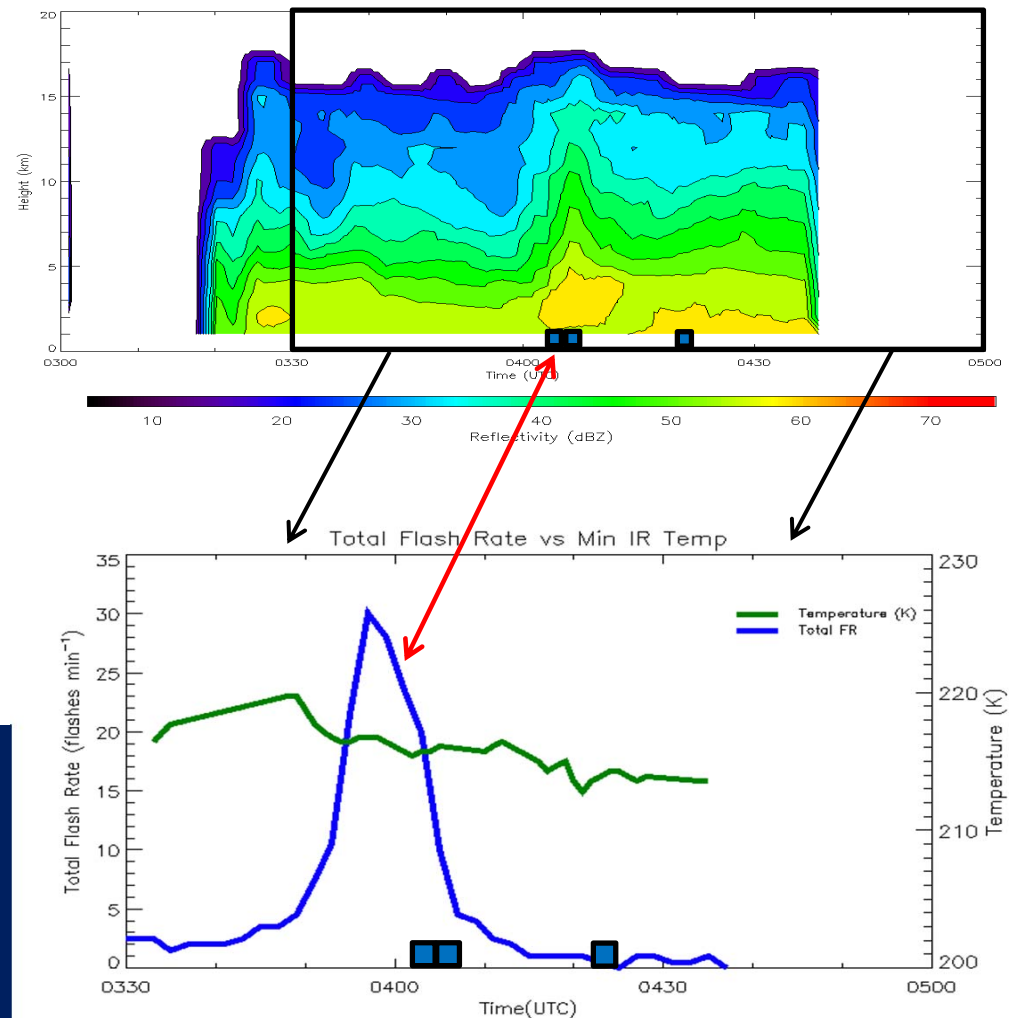 20
15
10
5
0
Height (km)
0300 0330 0400 0430 0500
Time (UTC)
10 20 30 40 50 60 70
Reflectivity (dBZ)
Total Flash Rate vs Min IR Temp
35 230
30
25
20 220
15
10 210
5
0 200
Total Flash Rate (flashes min⁻¹)
Temperature (K)
Temperature (K)
Total FR
0330 0400 0430 0500
Time(UTC)